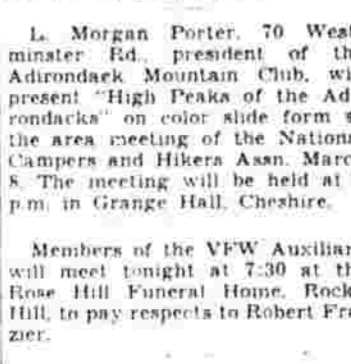 L. Morgan Porter, 70 West
minster Rd., president of th
Adirondack Mountain Club, wi
present "High Peaks of the Ad
rondacks" on color slide form
the area meeting of the Nation
Campers and Hikers Assn. Marc
8. The meeting will be held at
p.m. in Grange Hall, Cheshire.
Members of the VFW Auxiliar
will meet tonight at 7:30 at th
Rose Hill Funeral Home, Rock
Hill, to pay respects to Robert Fra
zier.